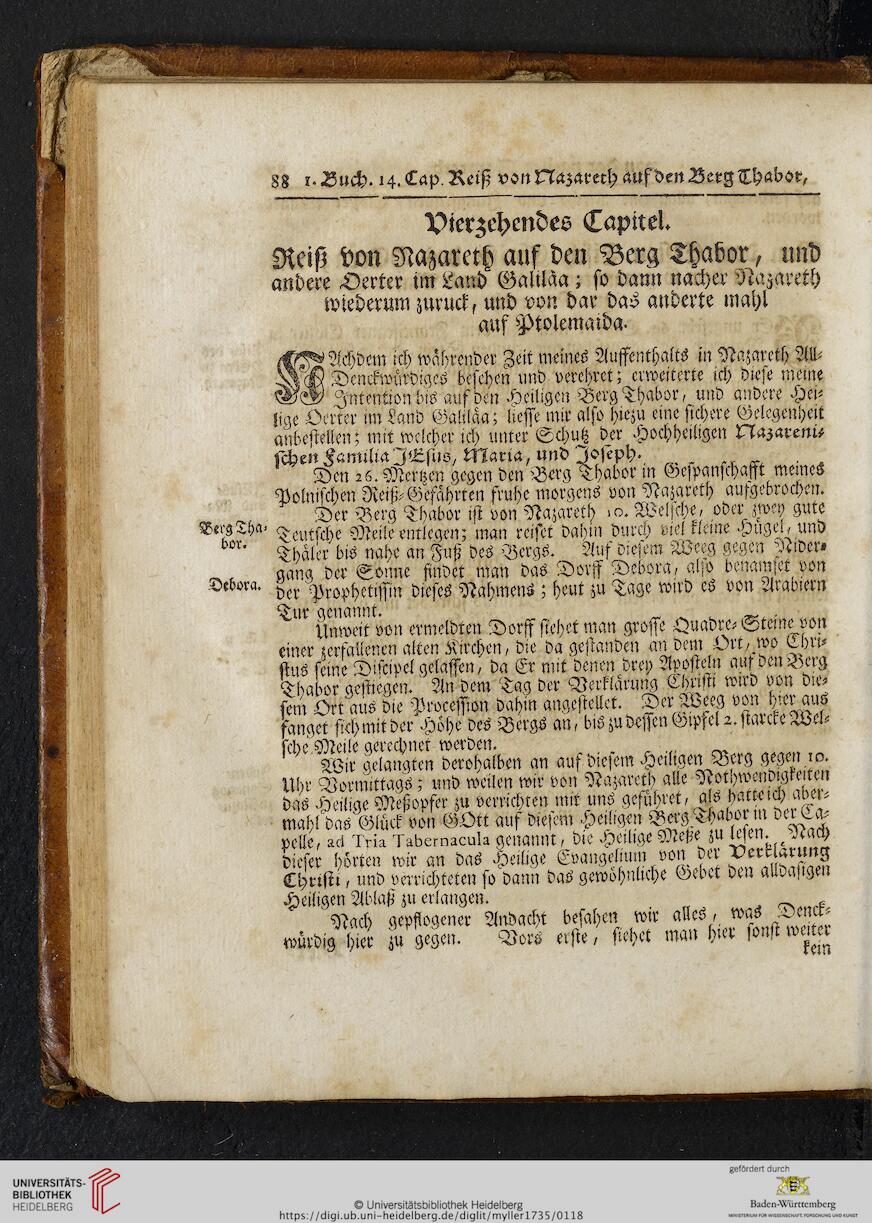 88 1. Buch. 14. Cap. Reiß von Nazareth auf den Berg Thabor,
Vierzehendes Capitel.
Reiß von Nazareth auf den Berg Thabor, und
andere Oerter im Land Galiläa; so dann nacher Nazareth
wiederum zuruck, und von dar das anderte mahl
auf Ptolemaida.
NAchdem ich währender Zeit meines Auffenthalts in Nazareth All-
Denckwürdiges besehen und verehret; erweiterte ich diese meine
Intention bis auf den Heiligen Berg Thabor, und andere Hei-
lige Oerter im Land Galiläa; liesse mir also hiezu eine sichere Gelegenheit
anbestellen; mit welcher ich unter Schutz der Hochheiligen Nazareni-
schen Familia JEsus, Maria, und Joseph.
Den 26. Mertzen gegen den Berg Thabor in Gespanschafft meines
Polnischen Reiß-Gefährten fruhe morgens von Nazareth aufgebrochen.
Der Berg Thabor ist von Nazareth 10. Welsche, oder zwey gute
Berg Tha-
bor.
Teutsche Meile entlegen; man reiset dahin durch viel kleine Hügel, und
Thäler bis nahe an Fuß des Bergs. Auf diesem Weeg gegen Nider-
gang der Sonne findet man das Dorff Debora, also benamset von
Debora.
der Prophetissin dieses Nahmens; heut zu Tage wird es von Arabiern
Tur genannt.
Unweit von ermeldten Dorff siehet man grosse Quadre-Steine von
einer zerfallenen alten Kirchen, die da gestanden an dem Ort, wo Chri-
stus seine Discipel gelassen, da Er mit denen drey Aposteln auf den Berg
Thabor gestiegen. An dem Tag der Verklärung Christi wird von die-
sem Ort aus die Procession dahin angestellet. Der Weeg von hier aus
fanget sich mit der Höhe des Bergs an, bis zu dessen Gipfel 2. starcke Wel-
sche Meile gerechnet werden.
Wir gelangten derohalben an auf diesem Heiligen Berg gegen 10.
Uhr Vormittags; und weilen wir von Nazareth alle Nothwendigkeiten
das Heilige Meßopfer zu verrichten mit uns geführet, als hatte ich aber-
mahl das Glück von GOtt auf diesem Heiligen Berg Thabor in der Ca-
pelle, ad Tria Tabernacula genannt, die Heilige Meße zu lesen. Nach
dieser hörten wir an das Heilige Evangelium von der Verklärung
Christi, und verrichteten so dann das gewöhnliche Gebet den alldasigen
Heiligen Ablaß zu erlangen.
Nach gepflogener Andacht besahen wir alles, was Denck-
würdig hier zu gegen. Vors erste, siehet man hier sonst weiter
kein
UNIVERSITÄTS-
BIBLIOTHEK
HEIDELBERG
© Universitätsbibliothek Heidelberg
https://digi.ub.uni-heidelberg.de/diglit/myller1735/0118
gefördert durch
Baden-Württemberg
MINISTERIUM FÜR WISSENSCHAFT, FORSCHUNG UND KUNST